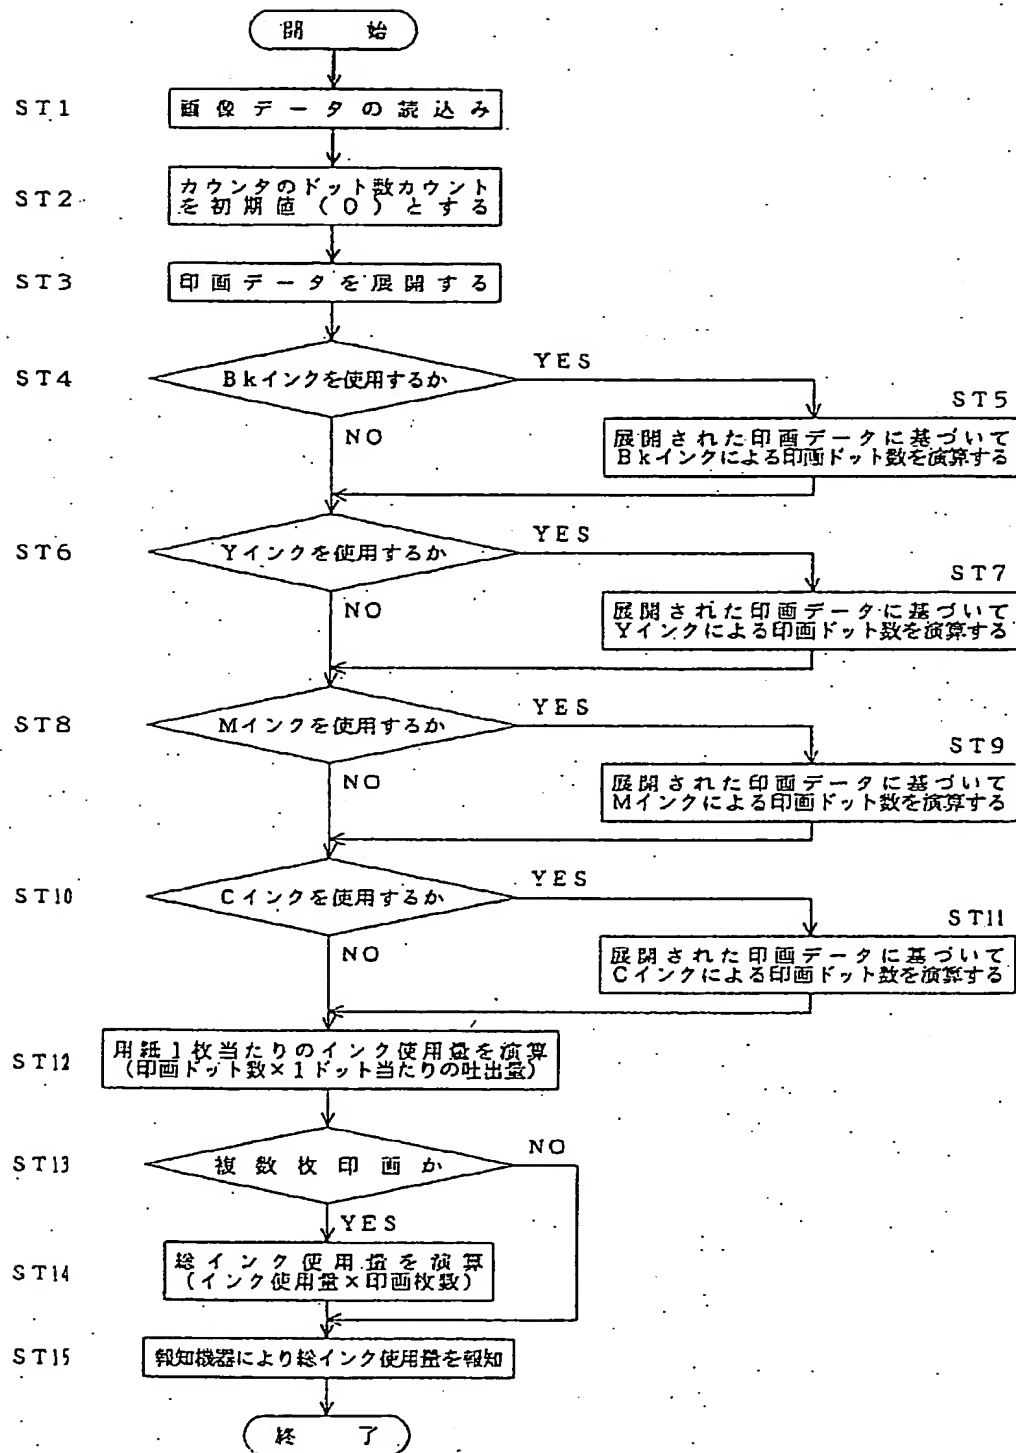 開 始
ST1
画像データの読込み
ST2
カウンタのドット数カウント
を初期値(0)とする
ST3
印画データを展開する
ST4
Bkインクを使用するか
YES
NO
ST5
展開された印画データに基づいて
Bkインクによる印画ドット数を演算する
ST6
Yインクを使用するか
YES
NO
ST7
展開された印画データに基づいて
Yインクによる印画ドット数を演算する
ST8
Mインクを使用するか
YES
NO
ST9
展開された印画データに基づいて
Mインクによる印画ドット数を演算する
ST10
Cインクを使用するか
YES
NO
ST11
展開された印画データに基づいて
Cインクによる印画ドット数を演算する
ST12
用紙1枚当たりのインク使用量を演算
(印画ドット数×1ドット当たりの吐出量)
ST13
複数枚印画か
NO
YES
ST14
総インク使用量を演算
(インク使用量×印画枚数)
ST15
報知機器により総インク使用量を報知
終 了